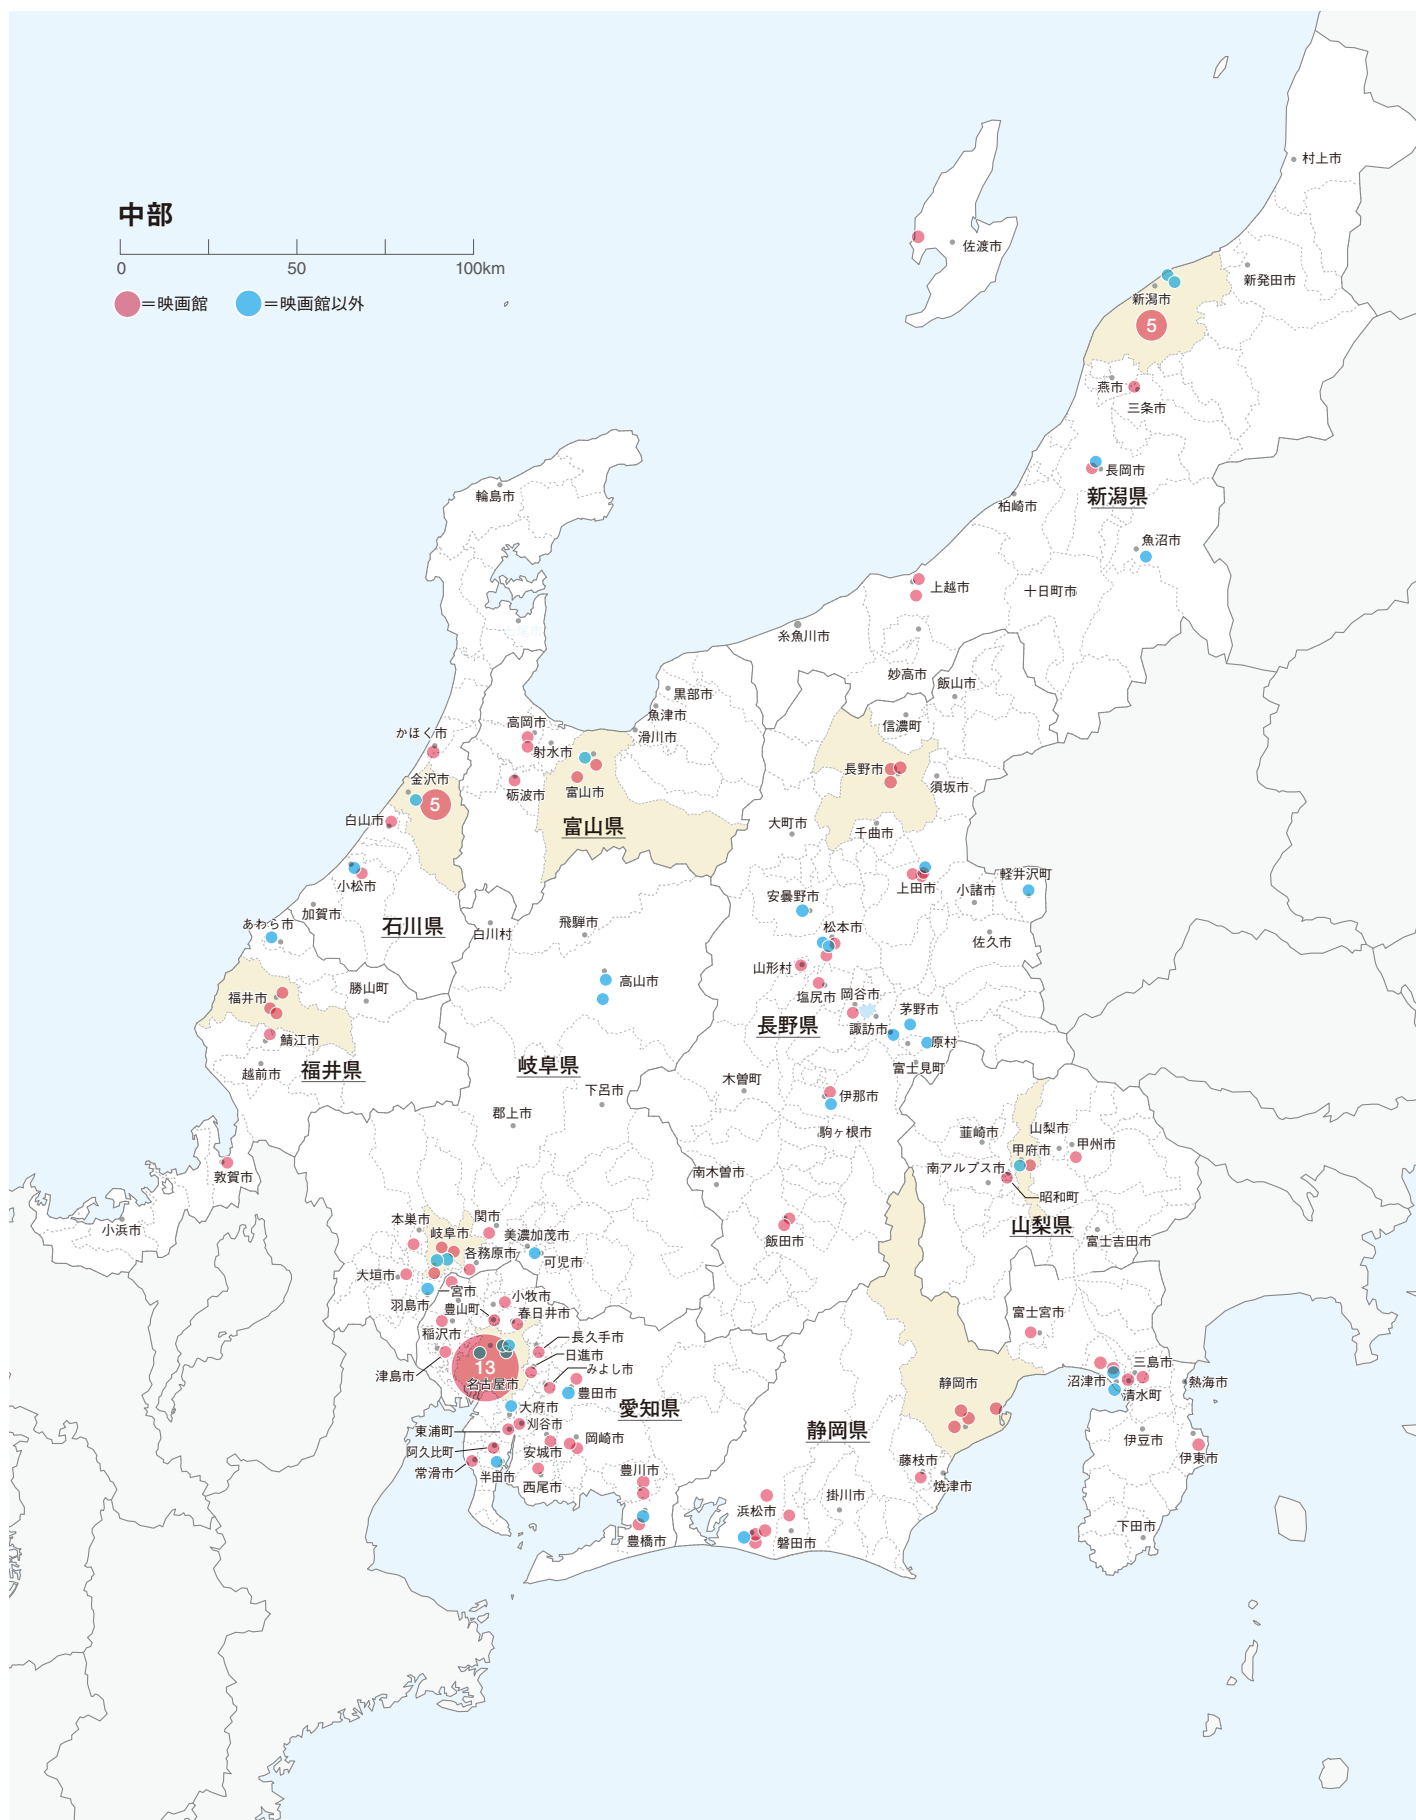 中部
0 50 100km
＝映画館 ＝映画館以外
村上市
佐渡市
新発田市
新潟市
5
燕市
三条市
長岡市
新潟県
柏崎市
魚沼市
上越市
十日町市
糸魚川市
妙高市
飯山市
信濃町
輪島市
黒部市
魚津市
滑川市
高岡市
射水市
砺波市
富山市
富山県
かほく市
金沢市
5
白山市
小松市
加賀市
石川県
あわら市
福井市
勝山町
鯖江市
越前市
福井県
敦賀市
小浜市
長野市
須坂市
大町市
千曲市
上田市
小諸市
軽井沢町
佐久市
安曇野市
松本市
山形村
塩尻市
岡谷市
諏訪市
茅野市
原村
富士見町
長野県
木曽町
伊那市
駒ヶ根市
南木曽市
飯田市
白川村
飛騨市
高山市
岐阜県
下呂市
郡上市
本巣市
関市
岐阜市
美濃加茂市
各務原市
可児市
大垣市
羽島市
韮崎市
山梨市
甲州市
甲府市
南アルプス市
昭和町
山梨県
富士吉田市
一宮市
小牧市
豊山町
春日井市
稲沢市
長久手市
津島市
13
名古屋市
日進市
みよし市
豊田市
大府市
愛知県
東浦町
刈谷市
阿久比町
安城市
岡崎市
常滑市
半田市
西尾市
豊川市
豊橋市
富士宮市
三島市
沼津市
清水町
熱海市
静岡市
静岡県
伊豆市
伊東市
藤枝市
焼津市
掛川市
浜松市
磐田市
下田市